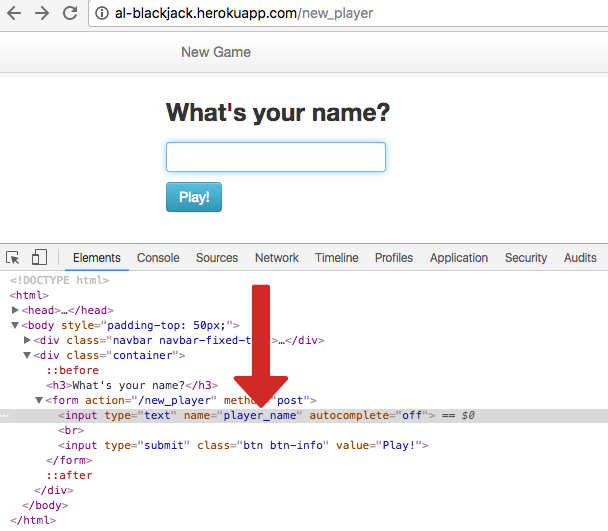 al-blackjack.herokuapp.com/new_player
New Game
What's your name?
Play!
Elements Console Sources Network Timeline Profiles Application Security Audits
<!DOCTYPE html>
<html>
▶<head>…</head>
▼<body style="padding-top: 50px;">
▶<div class="navbar navbar-fixed-t >…</div>
▼<div class="container">
::before
<h3>What's your name?</h3>
▼<form action="/new_player" meth ="post">
… <input type="text" name="player_name" autocomplete="off"> == $0
<br>
<input type="submit" class="btn btn-info" value="Play!">
</form>
::after
</div>
</body>
</html>